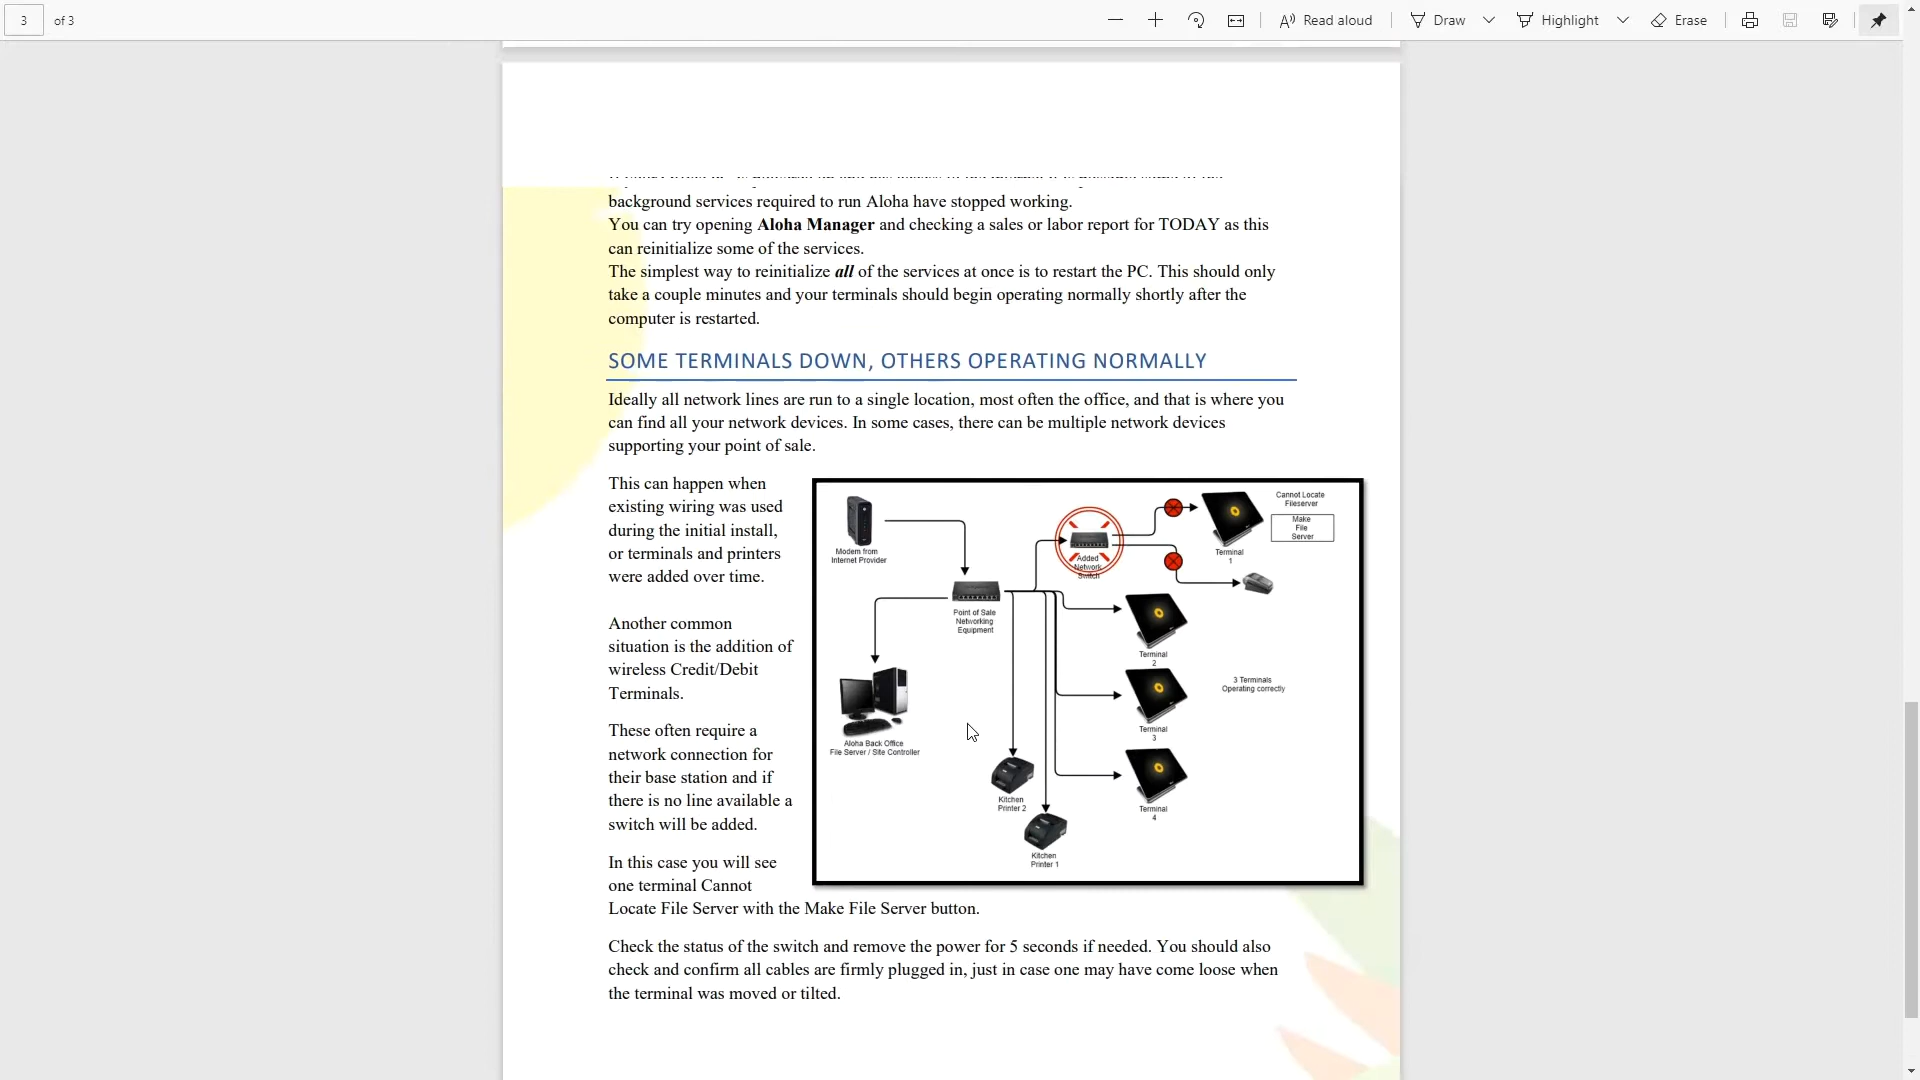 3
of 3
Read aloud
Draw
Highlight
Erase
background services required to run Aloha have stopped working.
You can try opening Aloha Manager and checking a sales or labor report for TODAY as this
can reinitialize some of the services.
The simplest way to reinitialize all of the services at once is to restart the PC. This should only
take a couple minutes and your terminals should begin operating normally shortly after the
computer is restarted.
SOME TERMINALS DOWN, OTHERS OPERATING NORMALLY
Ideally all network lines are run to a single location, most often the office, and that is where you
can find all your network devices. In some cases, there can be multiple network devices
supporting your point of sale.
This can happen when
existing wiring was used
during the initial install,
or terminals and printers
were added over time.
Another common
situation is the addition of
wireless Credit/Debit
Terminals.
These often require a
network connection for
their base station and if
there is no line available a
switch will be added.
In this case you will see
one terminal Cannot
Locate File Server with the Make File Server button.
Check the status of the switch and remove the power for 5 seconds if needed. You should also
check and confirm all cables are firmly plugged in, just in case one may have come loose when
the terminal was moved or tilted.
Modem from
Internet Provider
Added
Network
Switch
Terminal
1
Cannot Locate
Fileserver
Make
File
Server
Point of Sale
Networking
Equipment
Terminal
2
Terminal
3
3 Terminals
Operating correctly
Aloha Back Office
File Server / Site Controller
Terminal
4
Kitchen
Printer 2
Kitchen
Printer 1